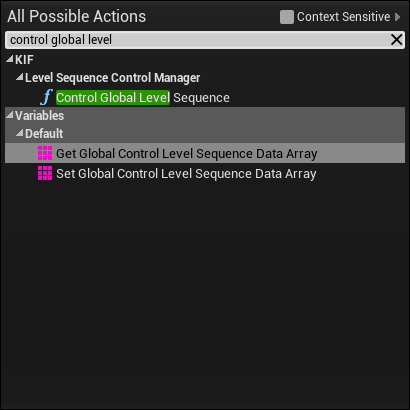 All Possible Actions Context Sensitive
control global level
KIF
Level Sequence Control Manager
f Control Global Level Sequence
Variables
Default
Get Global Control Level Sequence Data Array
Set Global Control Level Sequence Data Array